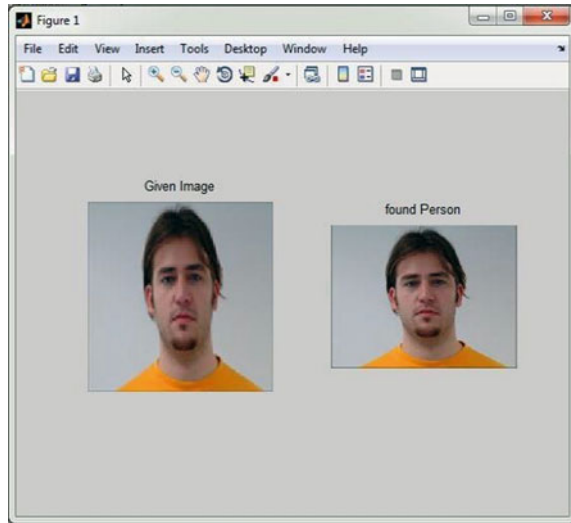 Figure 1
File Edit View Insert Tools Desktop Window Help
Given Image
found Person